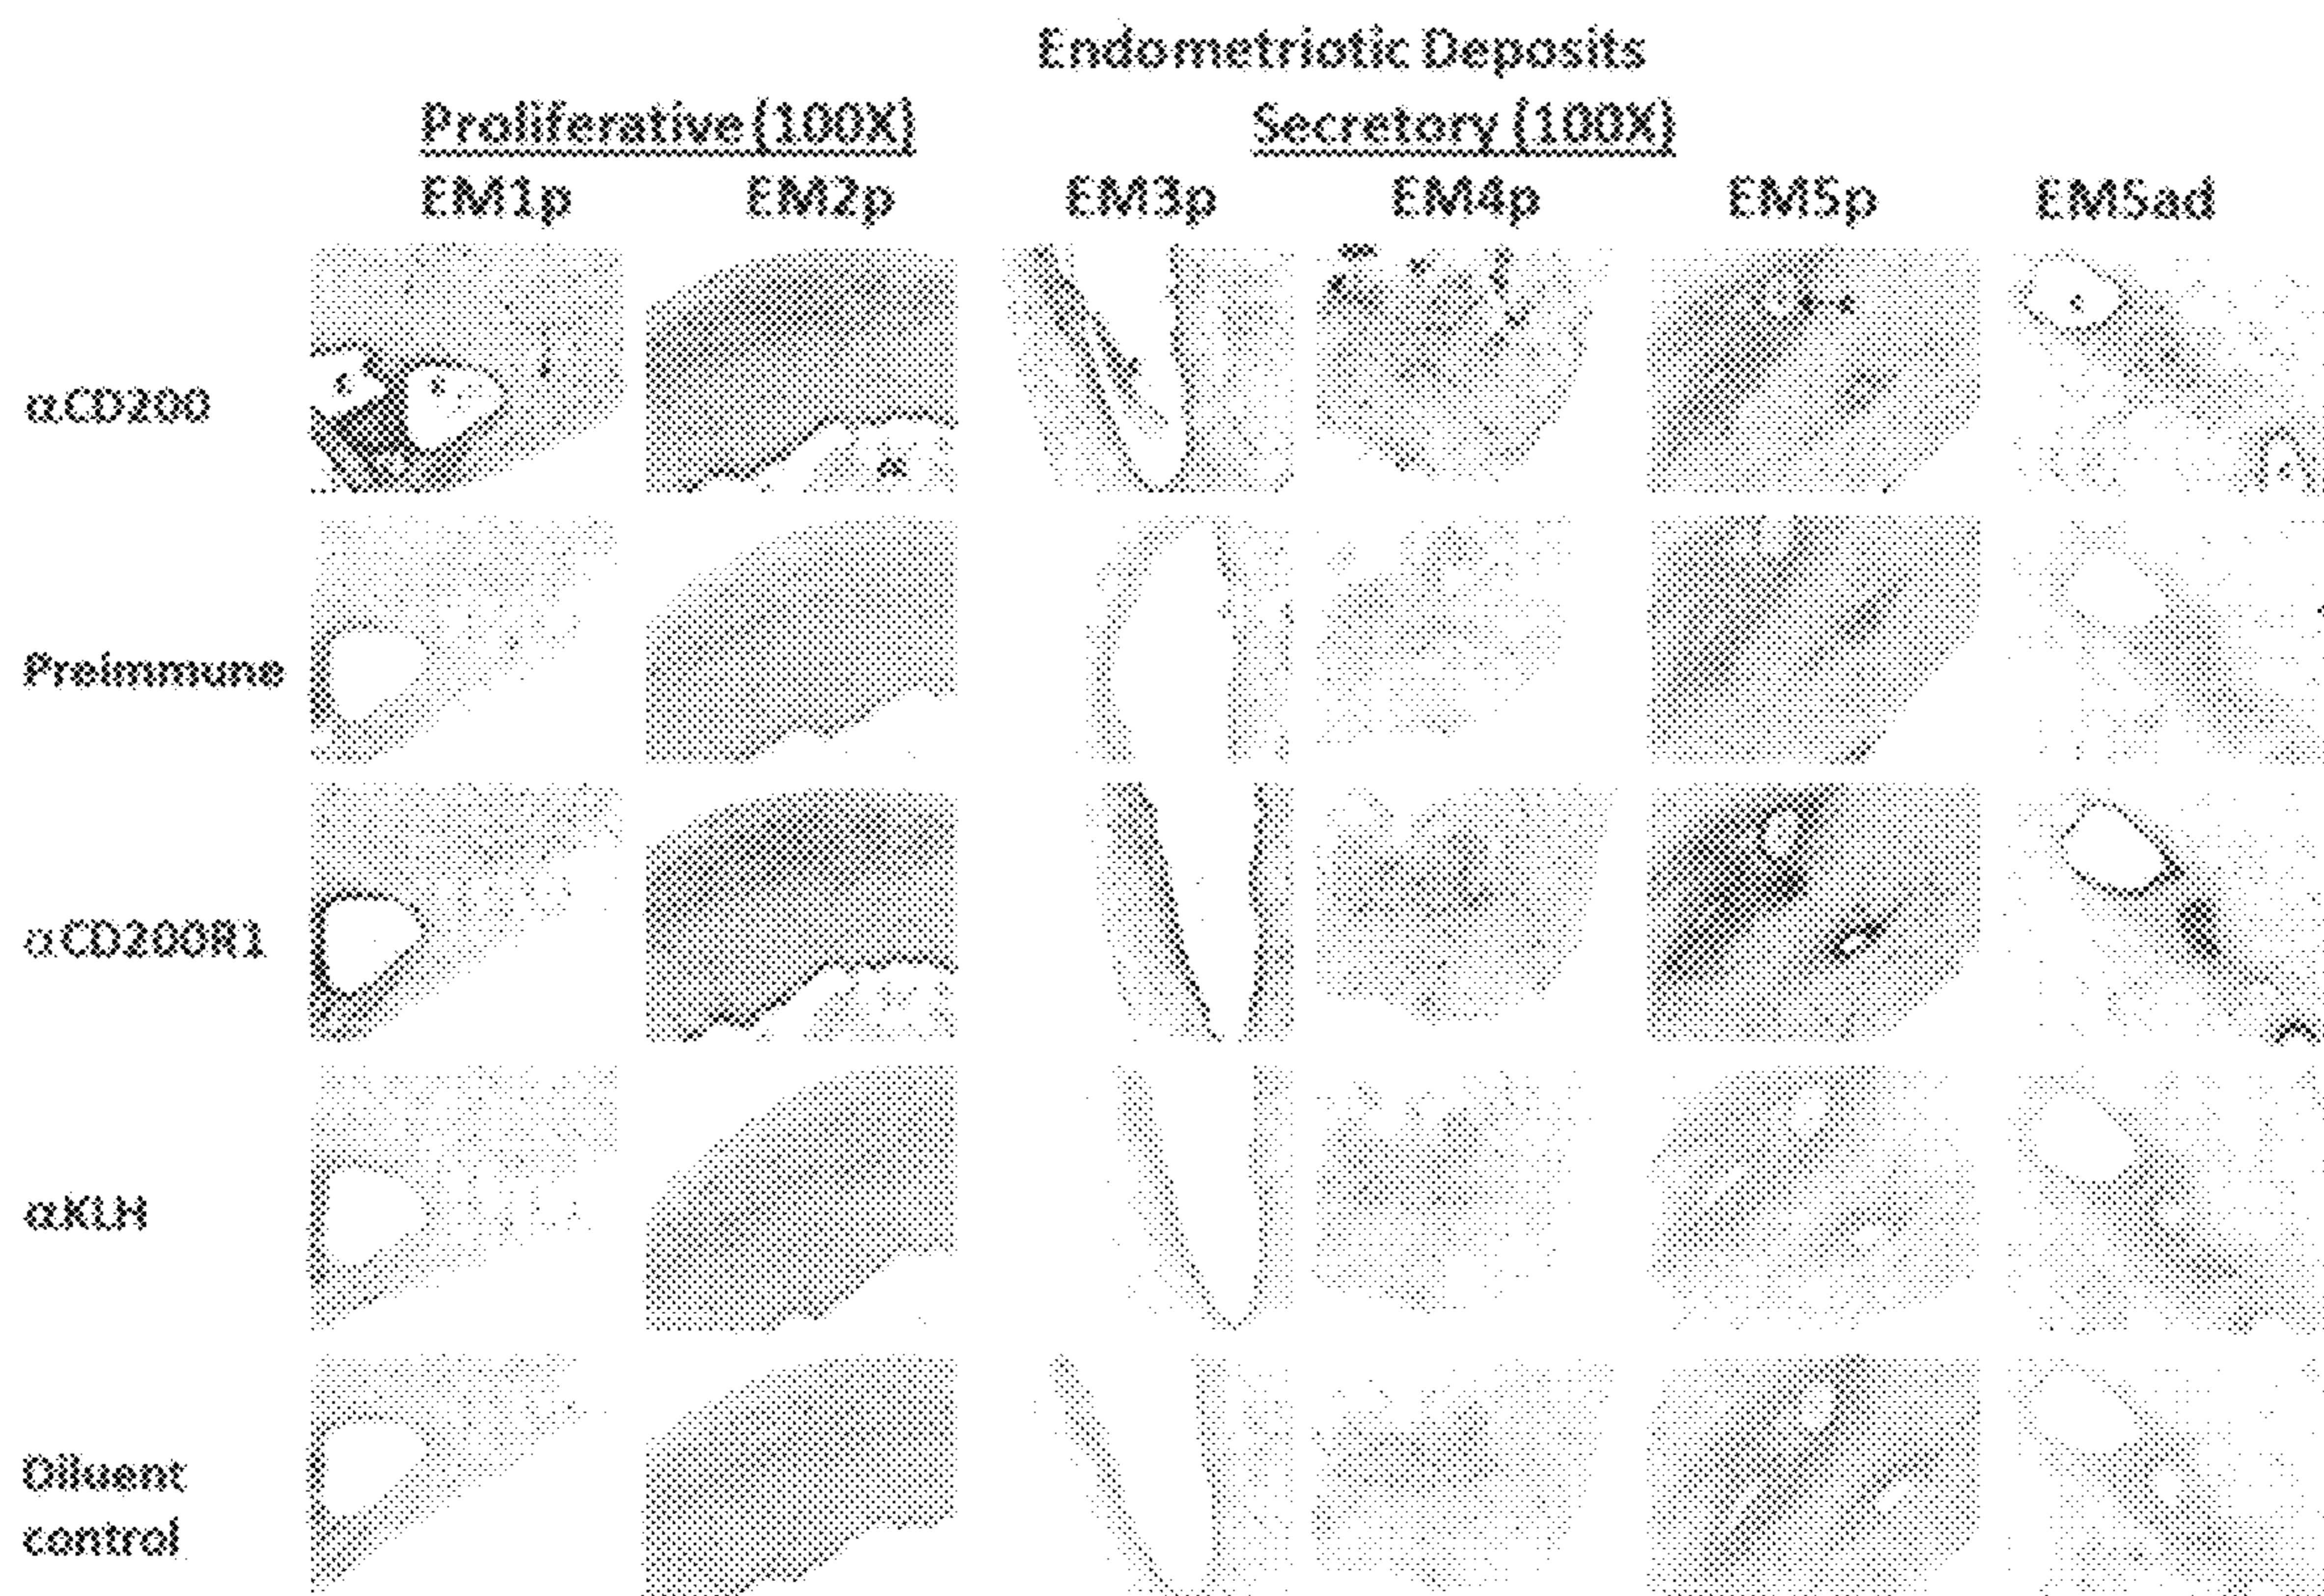 Endometriotic Deposits
Proliferative (100X) Secretory (100X)
EM1p EM2p EM3p EM4p EM5p EM5ad
αCD200
Preimmune
αCD200R1
αKLH
Diluent
control